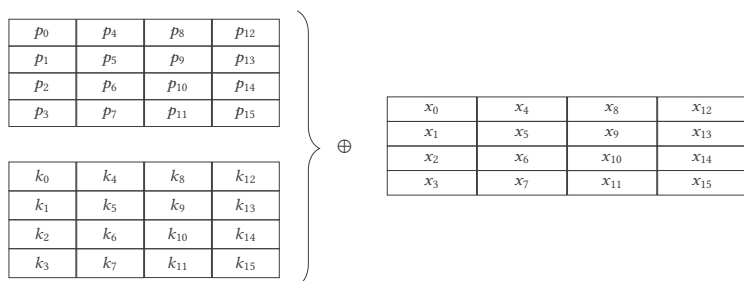 p₀ p₄ p₈ p₁₂
p₁ p₅ p₉ p₁₃
p₂ p₆ p₁₀ p₁₄
p₃ p₇ p₁₁ p₁₅
k₀ k₄ k₈ k₁₂
k₁ k₅ k₉ k₁₃
k₂ k₆ k₁₀ k₁₄
k₃ k₇ k₁₁ k₁₅
⊕
x₀ x₄ x₈ x₁₂
x₁ x₅ x₉ x₁₃
x₂ x₆ x₁₀ x₁₄
x₃ x₇ x₁₁ x₁₅